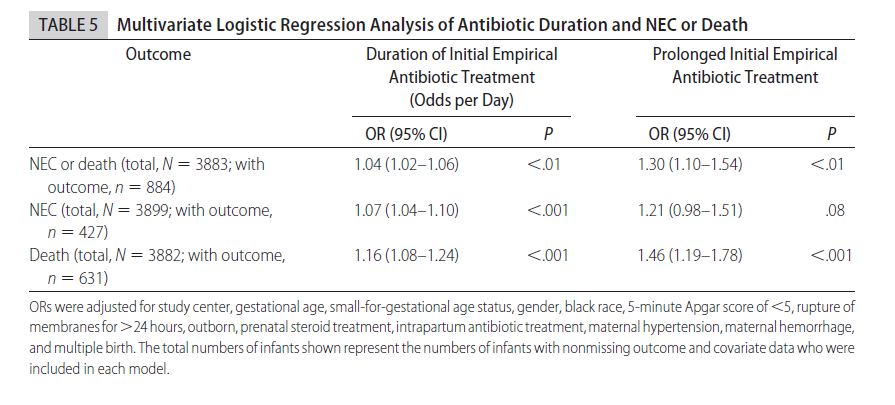 TABLE 5 Multivariate Logistic Regression Analysis of Antibiotic Duration and NEC or Death
Outcome Duration of Initial Empirical Prolonged Initial Empirical
Antibiotic Treatment Antibiotic Treatment
(Odds per Day)
OR (95% CI) P OR (95% CI) P
NEC or death (total, N = 3883; with 1.04 (1.02–1.06) <.01 1.30 (1.10–1.54) <.01
outcome, n = 884)
NEC (total, N = 3899; with outcome, 1.07 (1.04–1.10) <.001 1.21 (0.98–1.51) .08
n = 427)
Death (total, N = 3882; with outcome, 1.16 (1.08–1.24) <.001 1.46 (1.19–1.78) <.001
n = 631)
ORs were adjusted for study center, gestational age, small-for-gestational age status, gender, black race, 5-minute Apgar score of <5, rupture of
membranes for >24 hours, outborn, prenatal steroid treatment, intrapartum antibiotic treatment, maternal hypertension, maternal hemorrhage,
and multiple birth. The total numbers of infants shown represent the numbers of infants with nonmissing outcome and covariate data who were
included in each model.